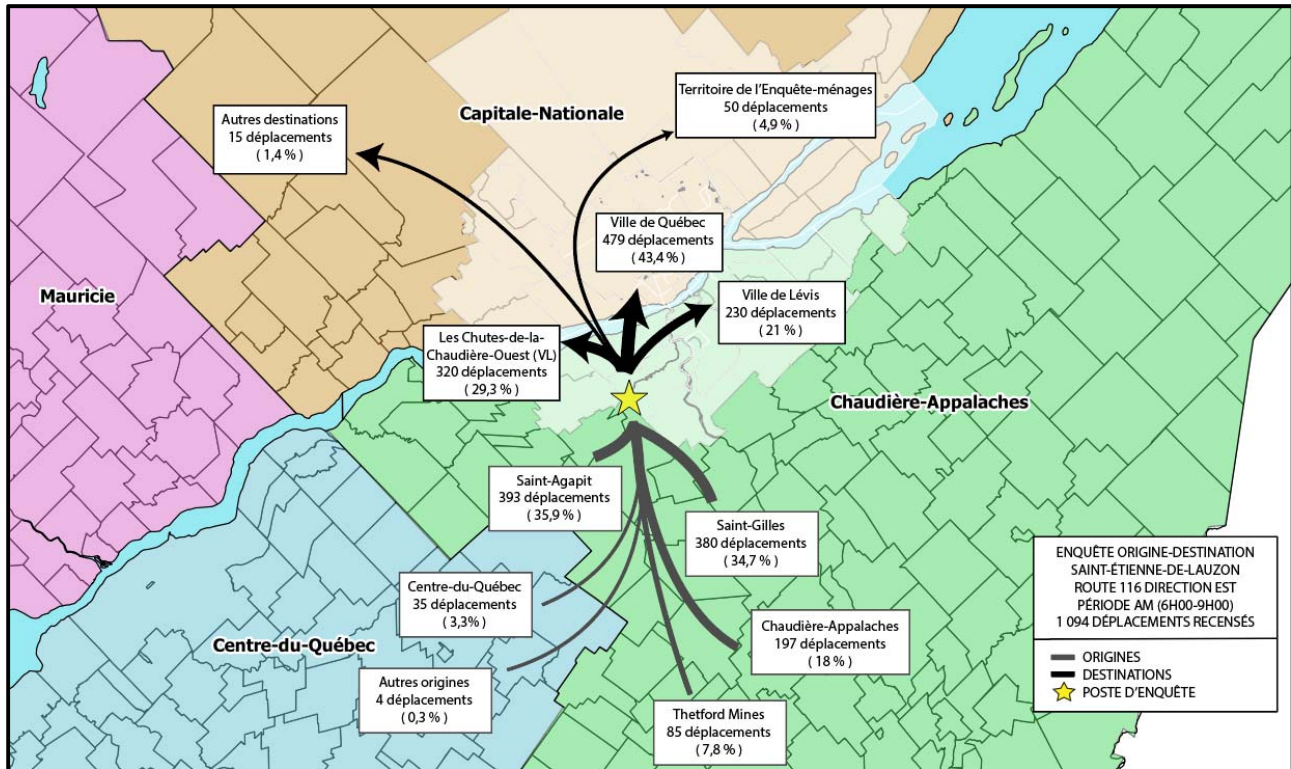 Autres destinations
15 déplacements
( 1,4 % )
Capitale-Nationale
Territoire de l'Enquête-ménages
50 déplacements
( 4,9 % )
Ville de Québec
479 déplacements
( 43,4 % )
Mauricie
Ville de Lévis
230 déplacements
( 21 % )
Les Chutes-de-la-
Chaudière-Ouest (VL)
320 déplacements
( 29,3 % )
Chaudière-Appalaches
Saint-Agapit
393 déplacements
( 35,9 % )
Saint-Gilles
380 déplacements
( 34,7 % )
Centre-du-Québec
35 déplacements
( 3,3%)
Centre-du-Québec
Chaudière-Appalaches
197 déplacements
( 18 % )
Autres origines
4 déplacements
( 0,3 % )
Thetford Mines
85 déplacements
( 7,8 % )
ENQUÊTE ORIGINE-DESTINATION
SAINT-ÉTIENNE-DE-LAUZON
ROUTE 116 DIRECTION EST
PÉRIODE AM (6H00-9H00)
1 094 DÉPLACEMENTS RECENSÉS
ORIGINES
DESTINATIONS
POSTE D'ENQUÊTE